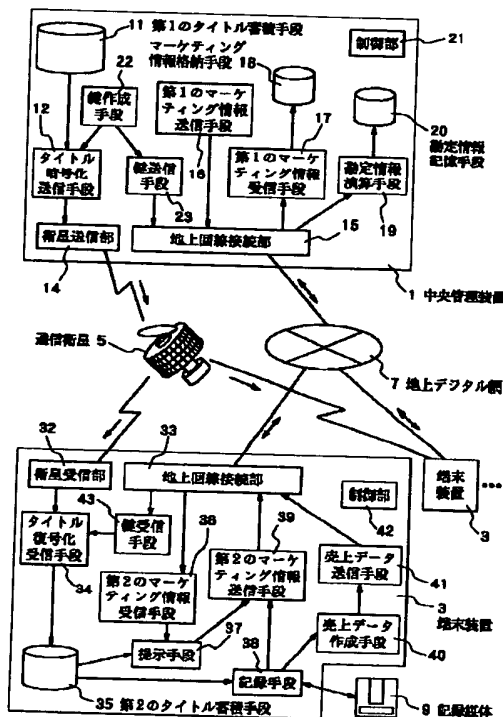 11 第1のタイトル蓄積手段
マーケティング
情報格納手段 18
制御部
21
22
鍵作成
手段
第1のマーケ
ティング情報
送信手段
16
17
20
勘定情報
記憶手段
12
タイトル
暗号化
送信手段
鍵送信
手段
23
第1のマーケ
ティング情報
受信手段
勘定情報
演算手段
19
衛星送信部
14
地上回線接続部
15
1 中央管理装置
通信衛星 5
7 地上デジタル網
32
衛星受信部
33
地上回線接続部
端末
装置
3
…
43
鍵受信
手段
38
39
制御部
42
タイトル
復号化
受信手段
34
第2のマーケ
ティング情報
受信手段
第2のマーケ
ティング情報
送信手段
売上データ
送信手段
41
3
端末装置
提示手段
37
38
記録手段
売上データ
作成手段
40
35 第2のタイトル蓄積手段
9 記録媒体